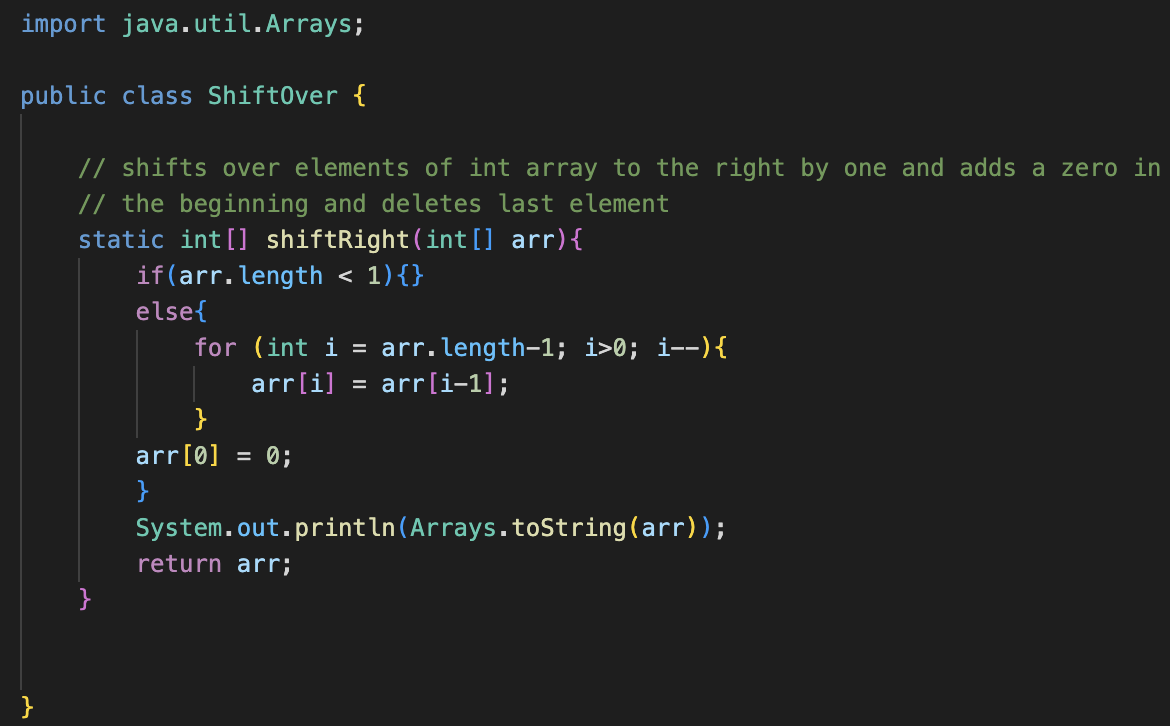 import java.util.Arrays;
public class ShiftOver {
// shifts over elements of int array to the right by one and adds a zero in
// the beginning and deletes last element
static int[] shiftRight(int[] arr){
if(arr.length < 1){}
else{
for (int i = arr.length-1; i>0; i--){
arr[i] = arr[i-1];
}
arr[0] = 0;
}
System.out.println(Arrays.toString(arr));
return arr;
}
}